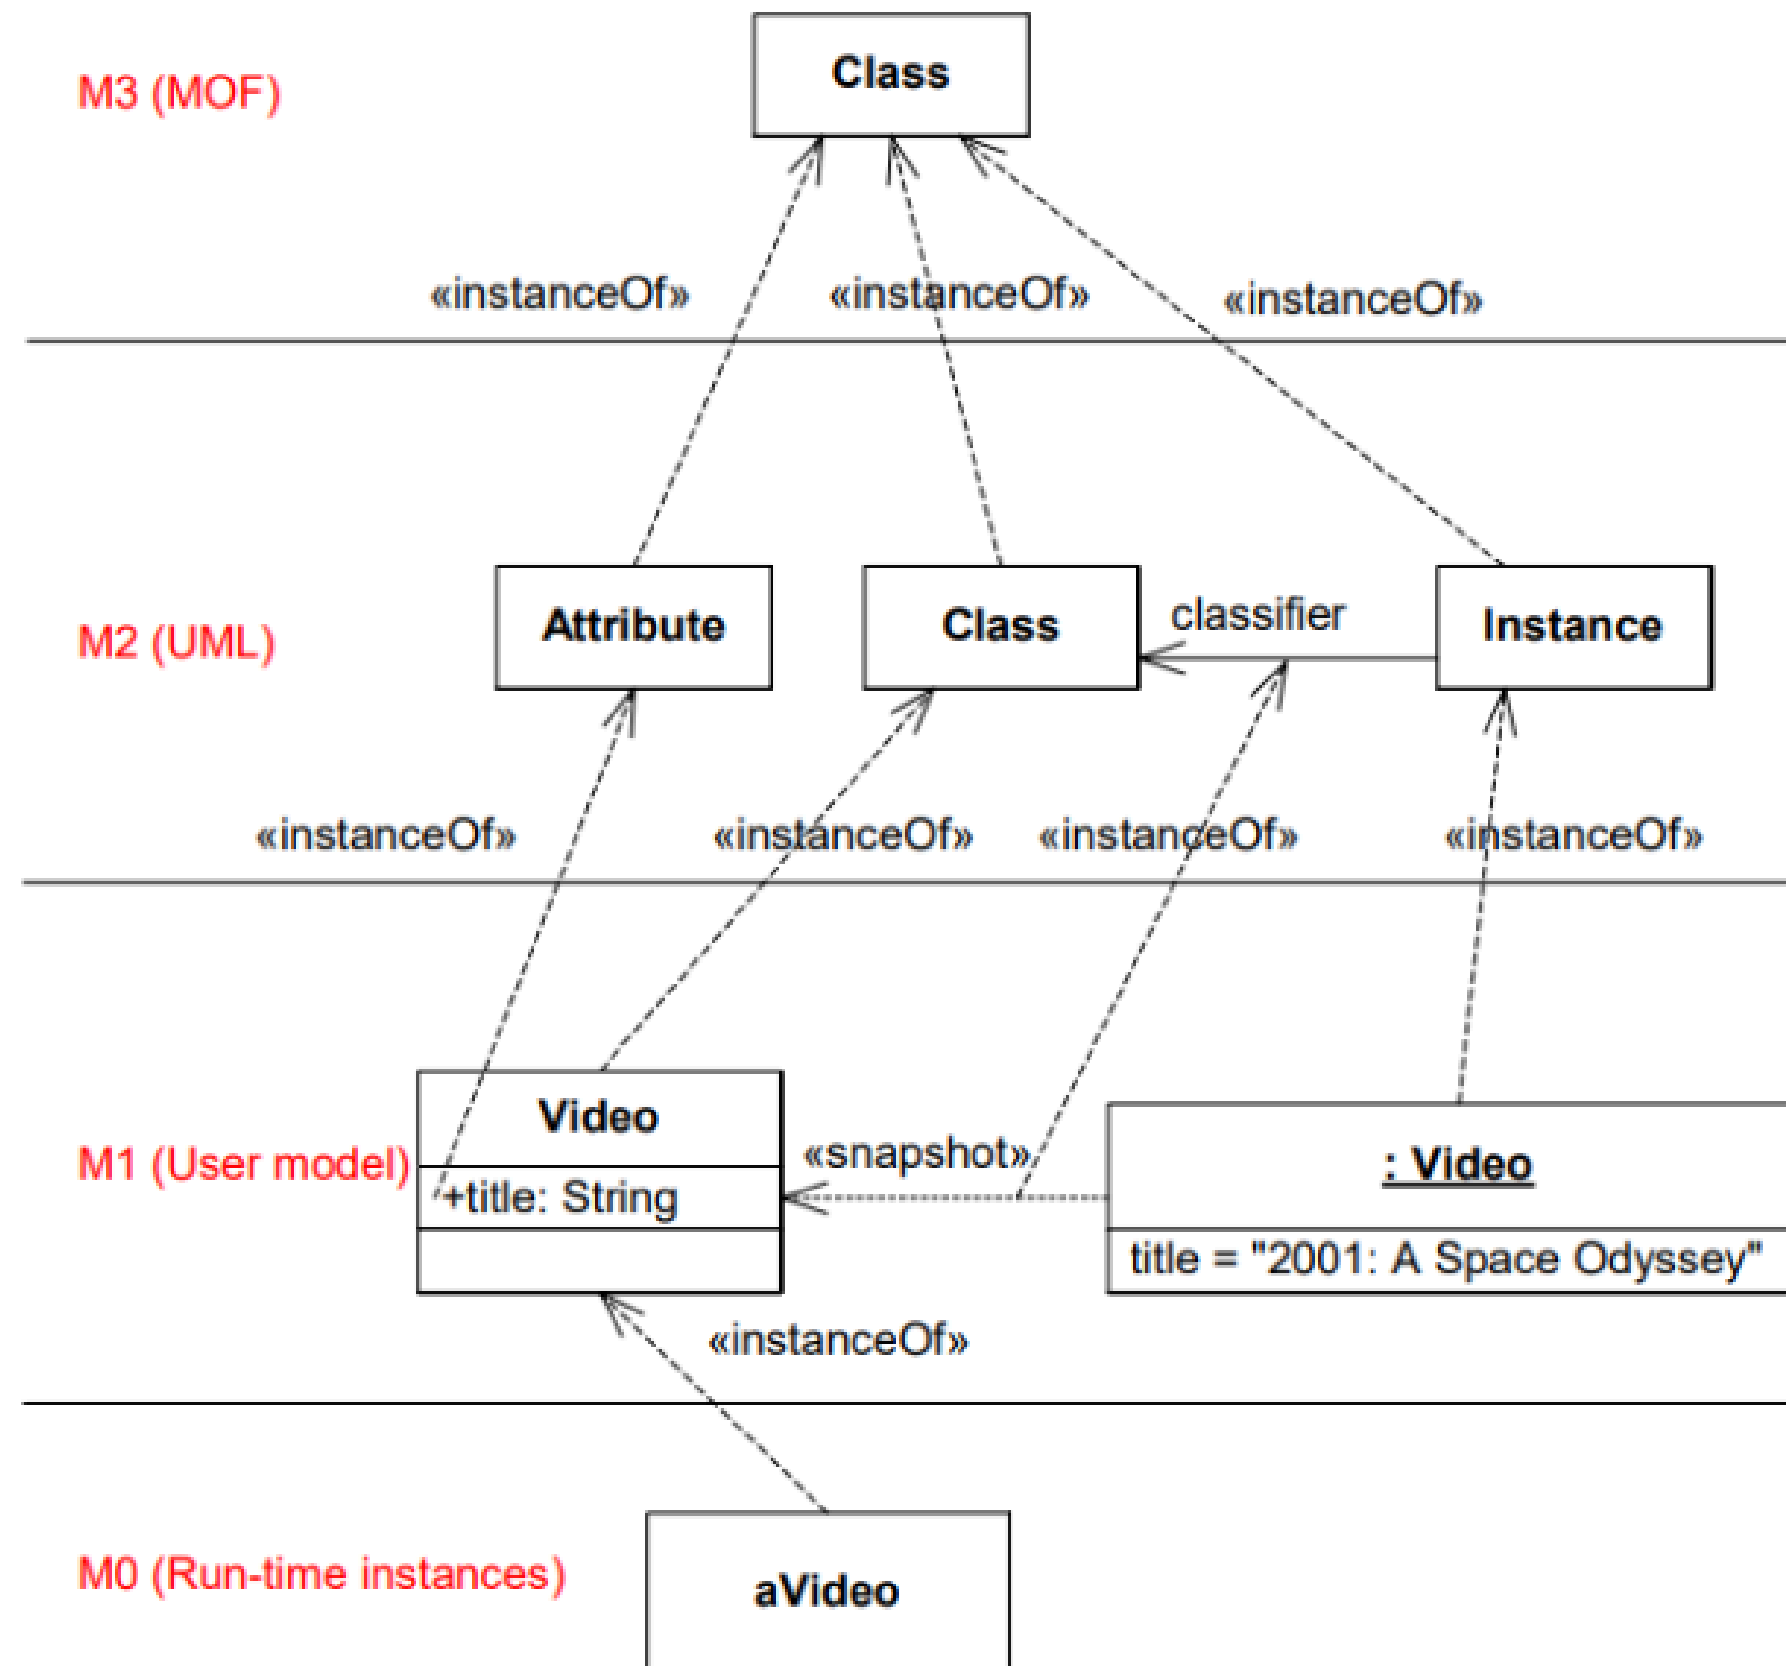 Class
M3 (MOF)
«instanceOf» «instanceOf» «instanceOf»
M2 (UML)
Attribute
Class
classifier
Instance
«instanceOf» «instanceOf» «instanceOf» «instanceOf»
M1 (User model)
Video
+title: String
«snapshot»
: Video
title = "2001: A Space Odyssey"
«instanceOf»
M0 (Run-time instances)
aVideo